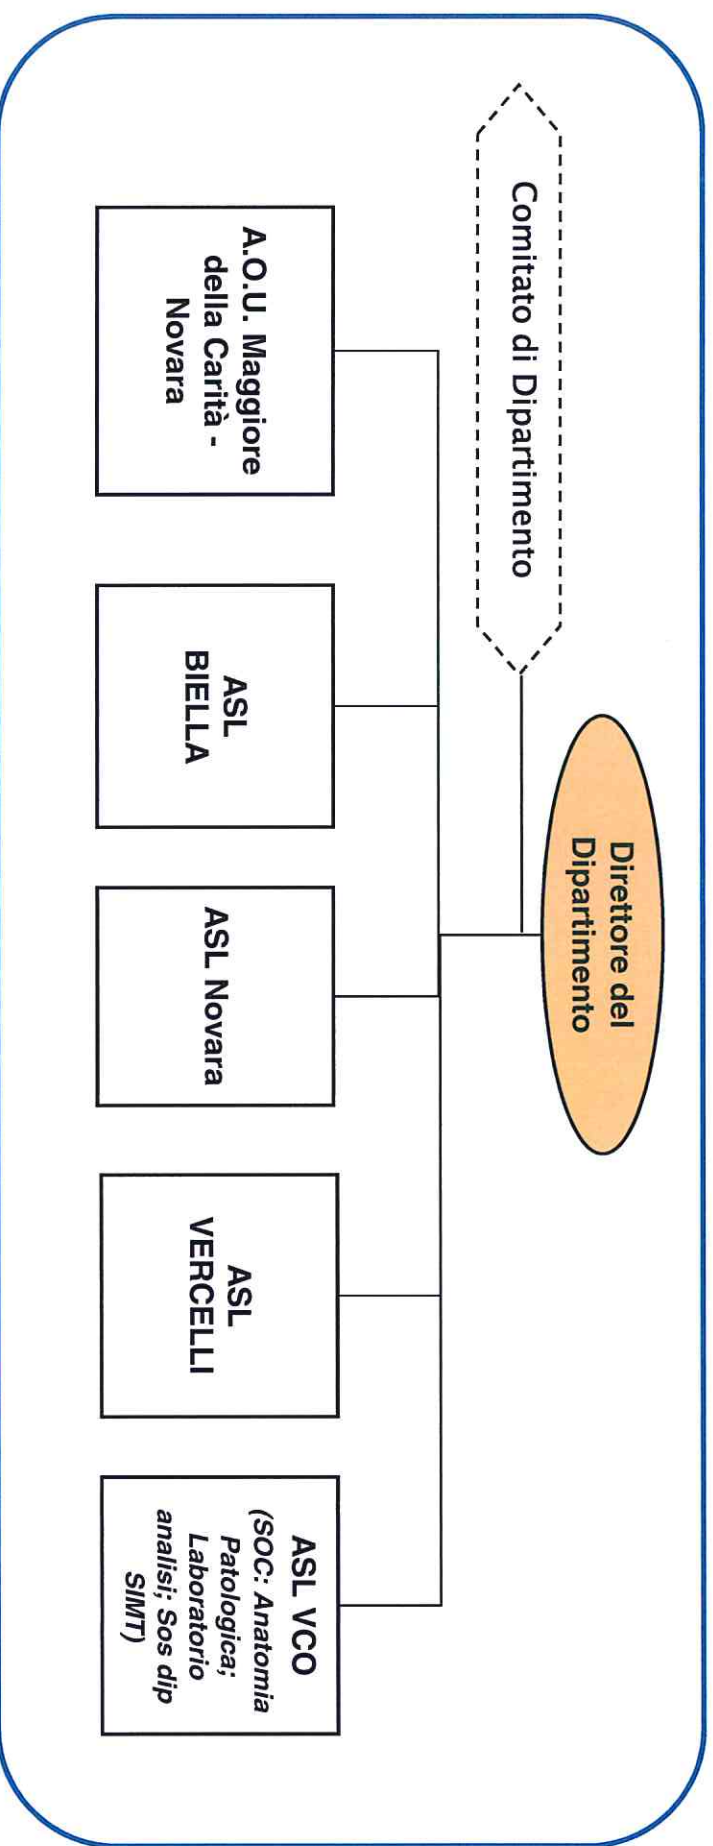 Direttore del
Dipartimento
Comitato di Dipartimento
A.O.U. Maggiore
della Carità -
Novara
ASL
BIELLA
ASL Novara
ASL
VERCELLI
ASL VCO
(SOC: Anatomia
Patologica;
Laboratorio
analisi; Sos dip
SIMT)